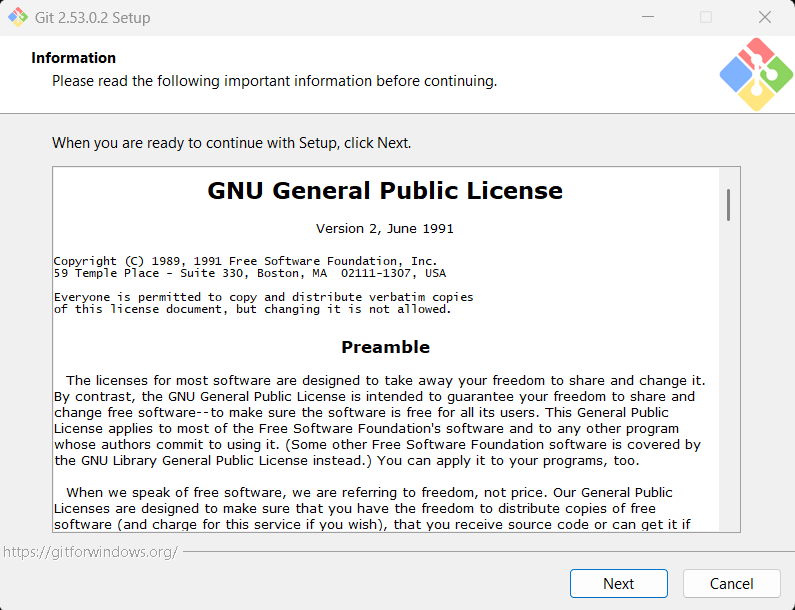 Git 2.53.0.2 Setup
Information
Please read the following important information before continuing.
When you are ready to continue with Setup, click Next.
GNU General Public License
Version 2, June 1991
Copyright (C) 1989, 1991 Free Software Foundation, Inc.
59 Temple Place - Suite 330, Boston, MA  02111-1307, USA
Everyone is permitted to copy and distribute verbatim copies
of this license document, but changing it is not allowed.
Preamble
The licenses for most software are designed to take away your freedom to share and change it.
By contrast, the GNU General Public License is intended to guarantee your freedom to share and
change free software--to make sure the software is free for all its users. This General Public
License applies to most of the Free Software Foundation's software and to any other program
whose authors commit to using it. (Some other Free Software Foundation software is covered by
the GNU Library General Public License instead.) You can apply it to your programs, too.
When we speak of free software, we are referring to freedom, not price. Our General Public
Licenses are designed to make sure that you have the freedom to distribute copies of free
software (and charge for this service if you wish), that you receive source code or can get it if
https://gitforwindows.org/
Next
Cancel